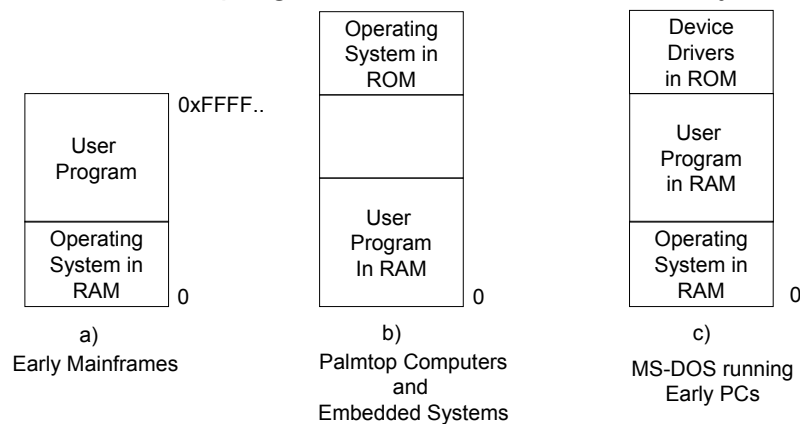 0xFFFF..
User
Program
Operating
System in
RAM
0
a)
Early Mainframes
Operating
System in
ROM
User
Program
In RAM
0
b)
Palmtop Computers
and
Embedded Systems
Device
Drivers
in ROM
User
Program
in RAM
Operating
System in
RAM
0
c)
MS-DOS running
Early PCs